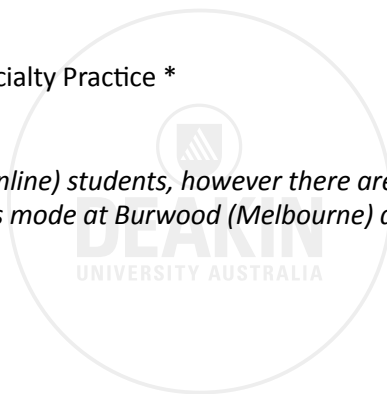 cialty Practice *
nline) students, however there are
s mode at Burwood (Melbourne) a
DEAKIN
UNIVERSITY AUSTRALIA